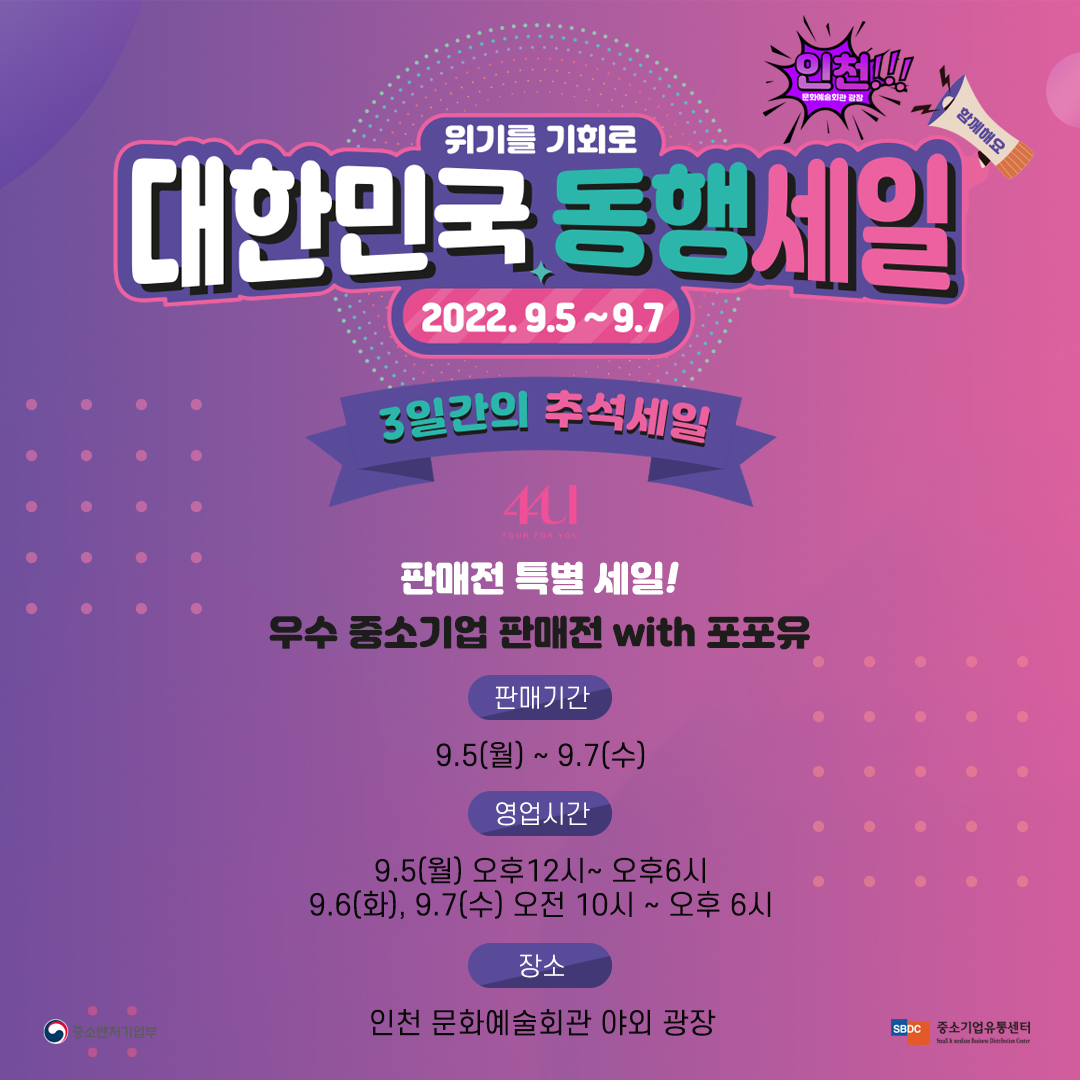 인천!!!
문화예술회관 광장
함께해요
위기를 기회로
대한민국 동행세일
2022. 9.5 ~ 9.7
3일간의 추석세일
44U
FOUR FOR YOU
판매전 특별 세일!
우수 중소기업 판매전 with 포포유
판매기간
9.5(월) ~ 9.7(수)
영업시간
9.5(월) 오후12시~ 오후6시
9.6(화), 9.7(수) 오전 10시 ~ 오후 6시
장소
인천 문화예술회관 야외 광장
중소벤처기업부
SBDC 중소기업유통센터
Small & medium Business Distribution Center